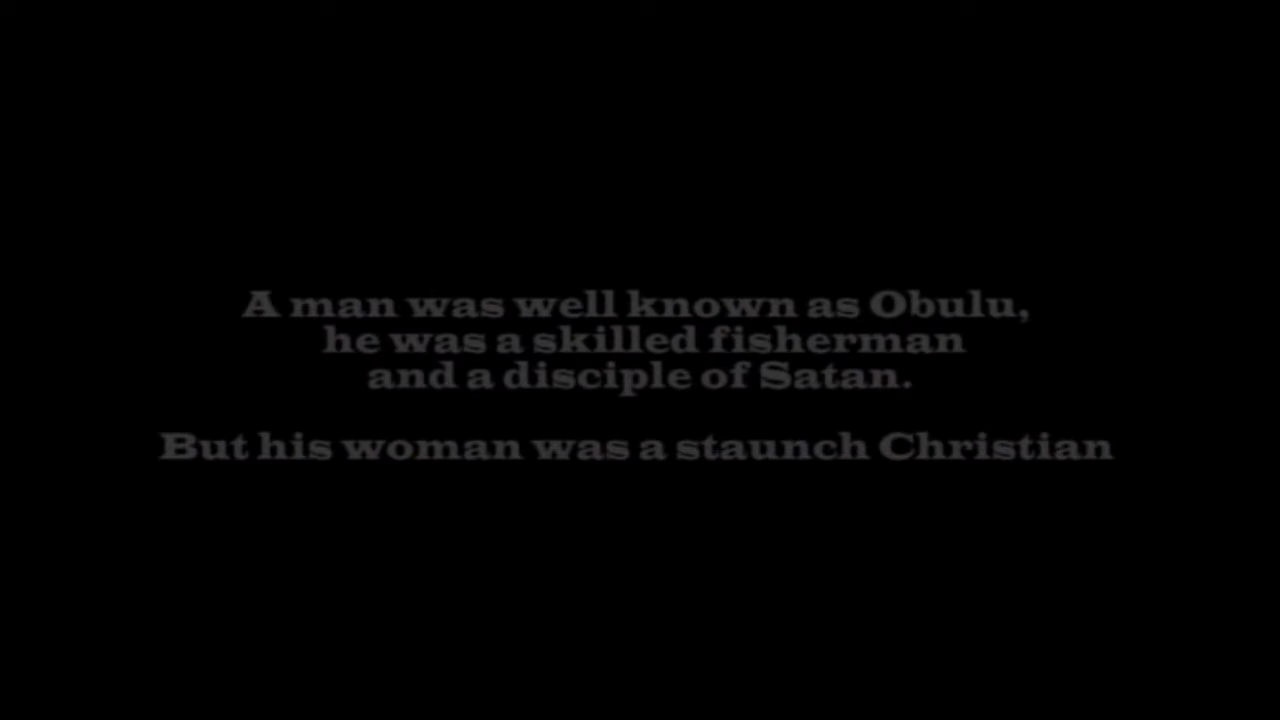 A man was well known as Obulu,
he was a skilled fisherman
and a disciple of Satan.
But his woman was a staunch Christian